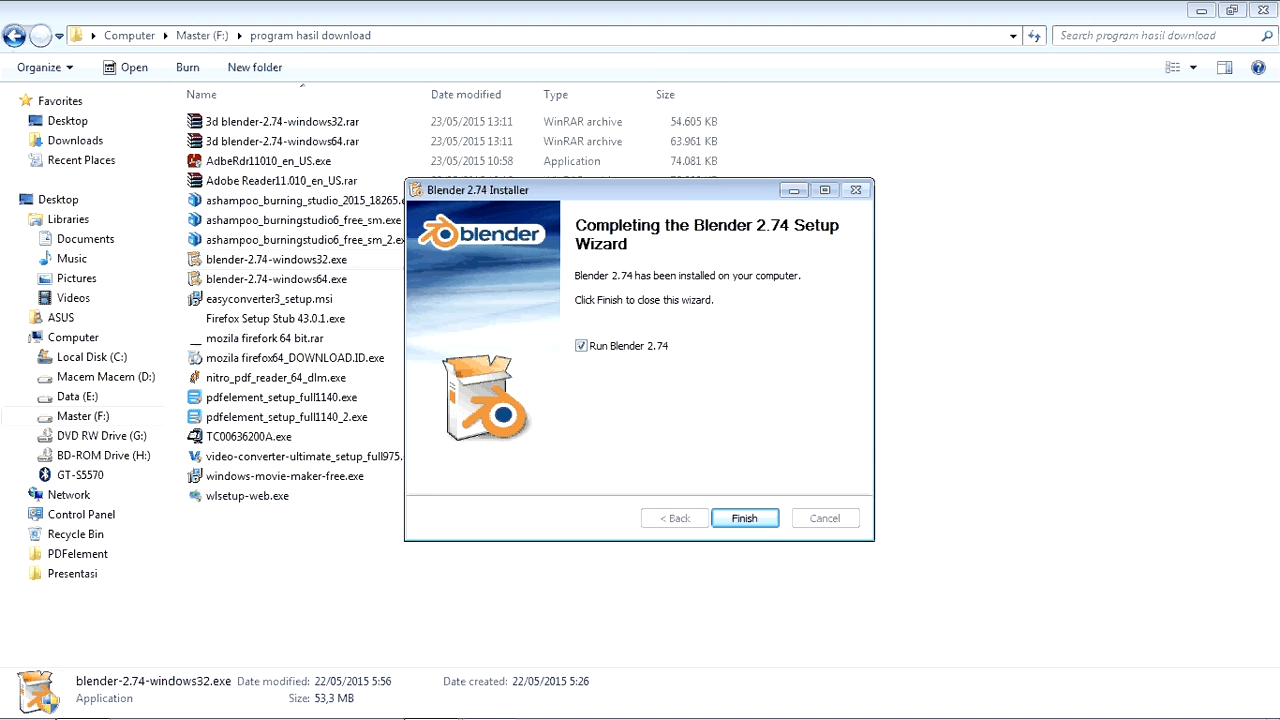 Computer ▸ Master (F:) ▸ program hasil download
Search program hasil download
Organize Open Burn New folder
Favorites
Desktop
Downloads
Recent Places
Desktop
Libraries
Documents
Music
Pictures
Videos
ASUS
Computer
Local Disk (C:)
Macem Macem (D:)
Data (E:)
Master (F:)
DVD RW Drive (G:)
BD-ROM Drive (H:)
GT-S5570
Network
Control Panel
Recycle Bin
PDFelement
Presentasi
Name Date modified Type Size
3d blender-2.74-windows32.rar 23/05/2015 13:11 WinRAR archive 54.605 KB
3d blender-2.74-windows64.rar 23/05/2015 13:11 WinRAR archive 63.961 KB
AdbeRdr11010_en_US.exe 23/05/2015 10:58 Application 74.081 KB
Adobe Reader11.010_en_US.rar
ashampoo_burning_studio_2015_18265.e
ashampoo_burningstudio6_free_sm.exe
ashampoo_burningstudio6_free_sm_2.ex
blender-2.74-windows32.exe
blender-2.74-windows64.exe
easyconverter3_setup.msi
Firefox Setup Stub 43.0.1.exe
mozila firefork 64 bit.rar
mozila firefox64_DOWNLOAD.ID.exe
nitro_pdf_reader_64_dlm.exe
pdfelement_setup_full1140.exe
pdfelement_setup_full1140_2.exe
TC00636200A.exe
video-converter-ultimate_setup_full975.
windows-movie-maker-free.exe
wlsetup-web.exe
Blender 2.74 Installer
blender
Completing the Blender 2.74 Setup
Wizard
Blender 2.74 has been installed on your computer.
Click Finish to close this wizard.
Run Blender 2.74
< Back Finish Cancel
blender-2.74-windows32.exe Date modified: 22/05/2015 5:56 Date created: 22/05/2015 5:26
Application Size: 53,3 MB